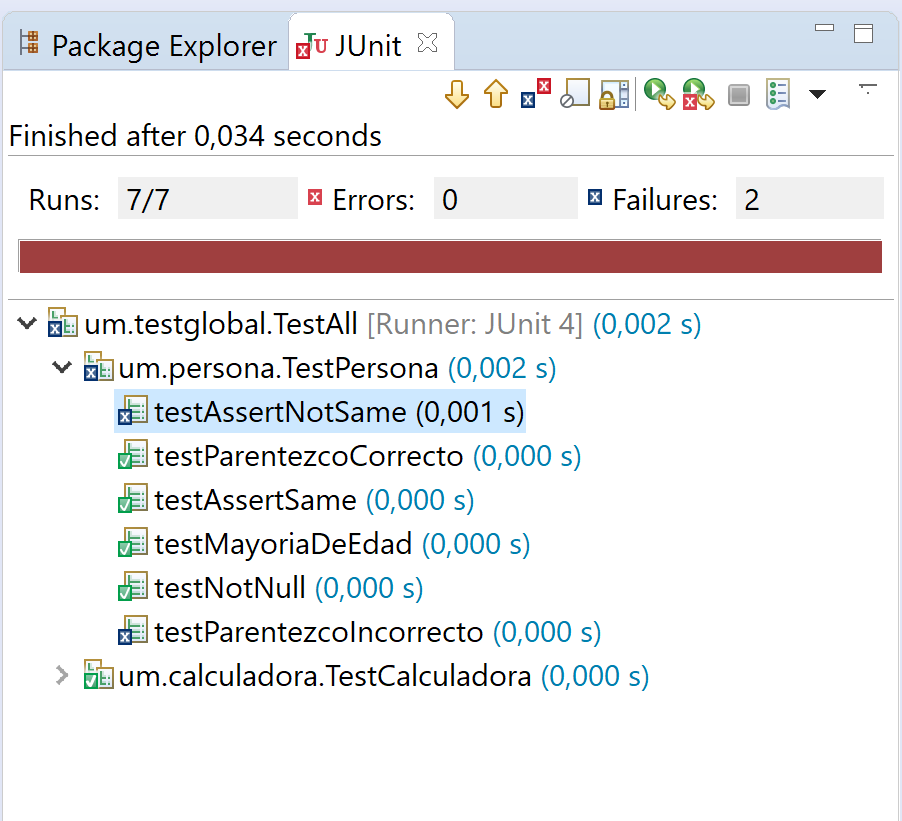 Package Explorer JUnit
Finished after 0,034 seconds
Runs: 7/7 Errors: 0 Failures: 2
um.testglobal.TestAll [Runner: JUnit 4] (0,002 s)
um.persona.TestPersona (0,002 s)
testAssertNotSame (0,001 s)
testParentezcoCorrecto (0,000 s)
testAssertSame (0,000 s)
testMayoriaDeEdad (0,000 s)
testNotNull (0,000 s)
testParentezcoIncorrecto (0,000 s)
um.calculadora.TestCalculadora (0,000 s)